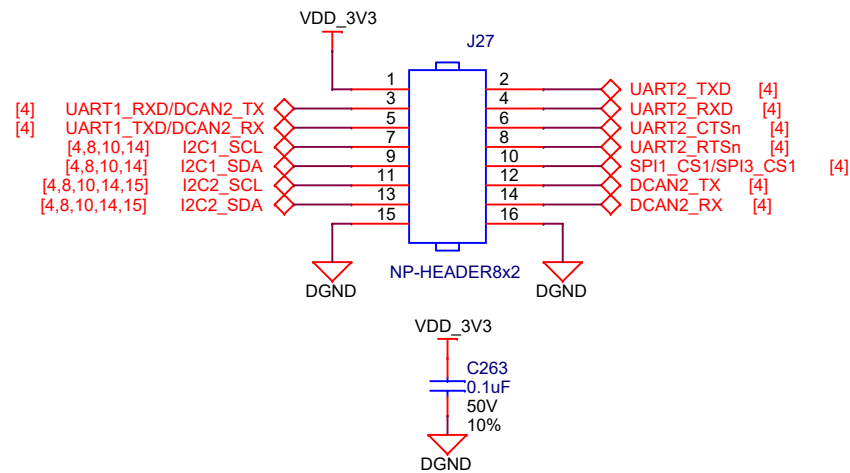 VDD_3V3
J27
1 2 UART2_TXD [4]
[4] UART1_RXD/DCAN2_TX 3 4 UART2_RXD [4]
[4] UART1_TXD/DCAN2_RX 5 6 UART2_CTSn [4]
[4,8,10,14] I2C1_SCL 7 8 UART2_RTSn [4]
[4,8,10,14] I2C1_SDA 9 10 SPI1_CS1/SPI3_CS1 [4]
[4,8,10,14,15] I2C2_SCL 11 12 DCAN2_TX [4]
[4,8,10,14,15] I2C2_SDA 13 14 DCAN2_RX [4]
15 16
NP-HEADER8x2
DGND DGND
VDD_3V3
C263
0.1uF
50V
10%
DGND